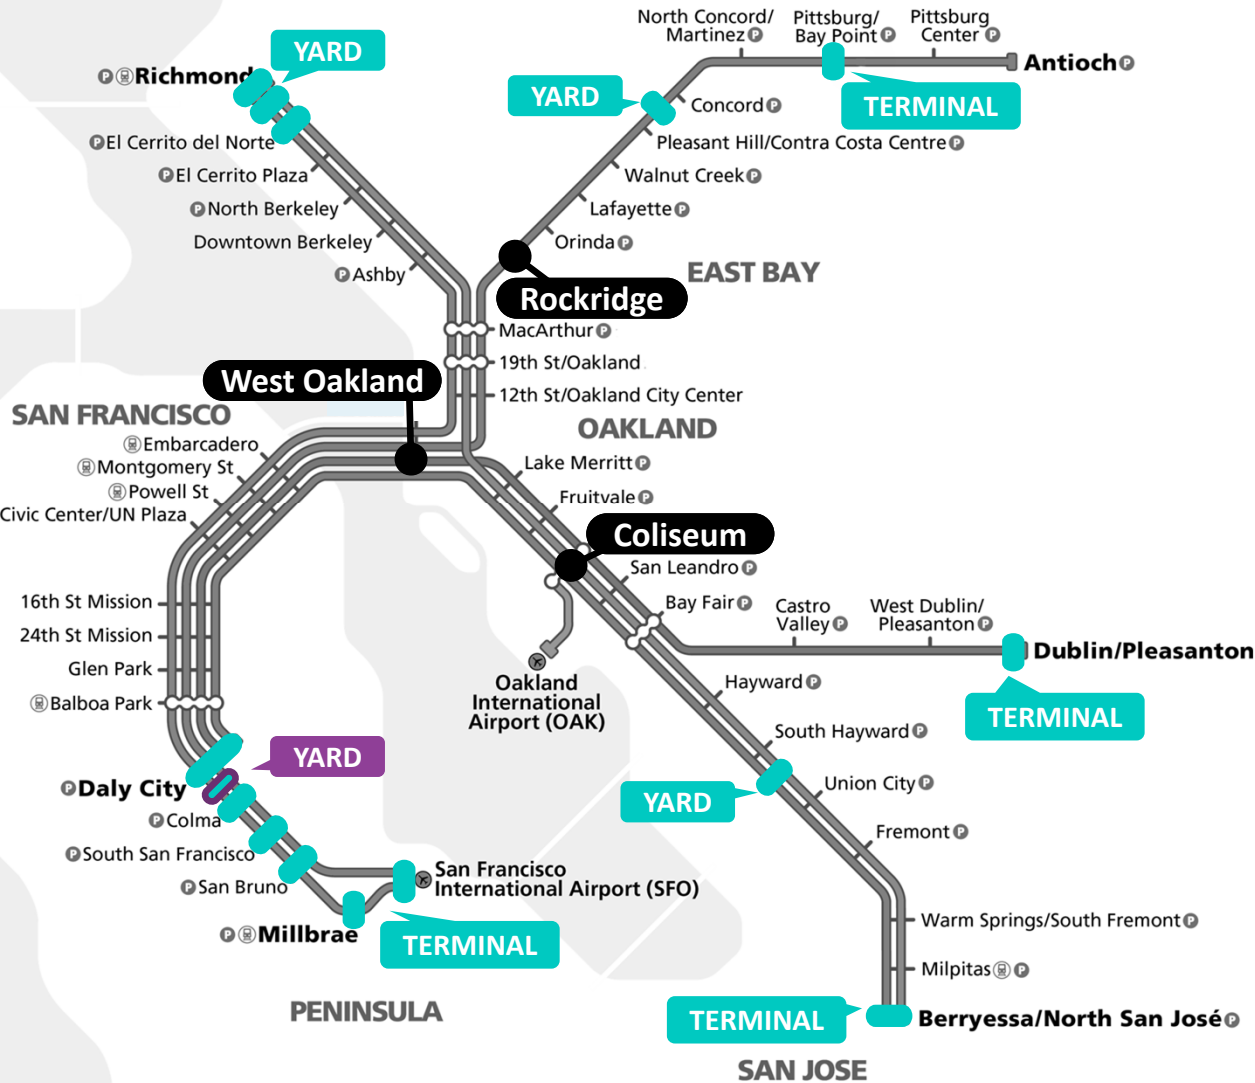 North Concord/
Martinez P
Pittsburg/
Bay Point P
Pittsburg
Center P
YARD
P Richmond
Antioch P
YARD
TERMINAL
Concord P
P El Cerrito del Norte
Pleasant Hill/Contra Costa Centre P
P El Cerrito Plaza
Walnut Creek P
P North Berkeley
Lafayette P
Downtown Berkeley
Orinda P
P Ashby
EAST BAY
Rockridge
MacArthur P
19th St/Oakland
West Oakland
12th St/Oakland City Center
SAN FRANCISCO
OAKLAND
Embarcadero
Lake Merritt P
Montgomery St
Powell St
Fruitvale P
Civic Center/UN Plaza
Coliseum
San Leandro P
16th St Mission
Bay Fair P
Castro
Valley P
West Dublin/
Pleasanton P
24th St Mission
Dublin/Pleasanton
Glen Park
Oakland
International
Airport (OAK)
Hayward P
Balboa Park
TERMINAL
South Hayward P
YARD
P Daly City
Union City P
YARD
P Colma
Fremont P
P South San Francisco
San Francisco
International Airport (SFO)
P San Bruno
Warm Springs/South Fremont P
P Millbrae
TERMINAL
Milpitas P
PENINSULA
TERMINAL
Berryessa/North San José P
SAN JOSE